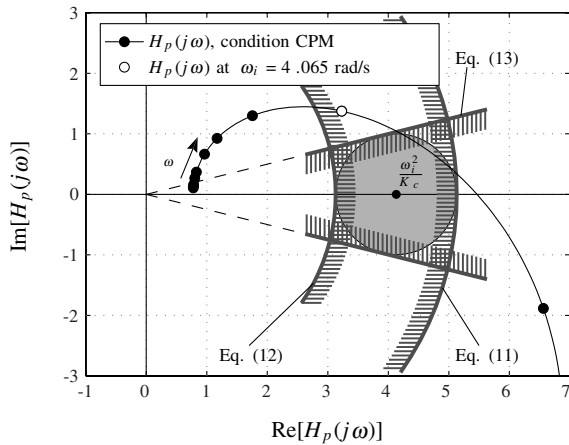 H_p(jω), condition CPM
H_p(jω) at ω_i = 4 .065 rad/s
Eq. (13)
ω
ω_i^2
K_c
Eq. (12)
Eq. (11)
3
2
1
0
-1
-2
-3
-1
0
1
2
3
4
5
6
7
Im[H_p(jω)]
Re[H_p(jω)]